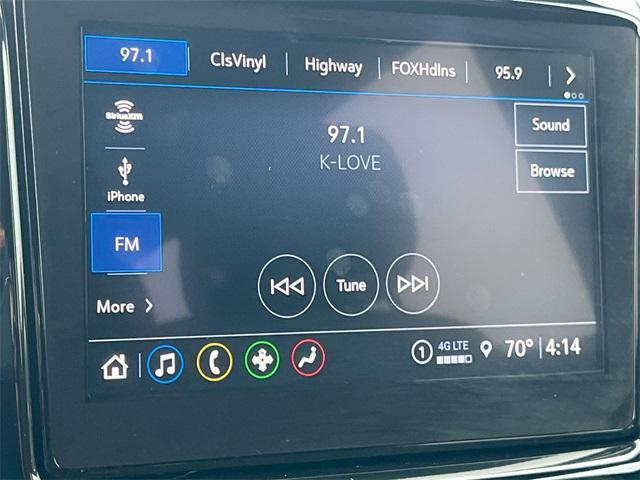 97.1 ClsVinyl Highway FOXHdlns 95.9
SiriusXM
iPhone
FM
More
97.1
K-LOVE
Sound
Browse
Tune
1 4G LTE 70° 4:14